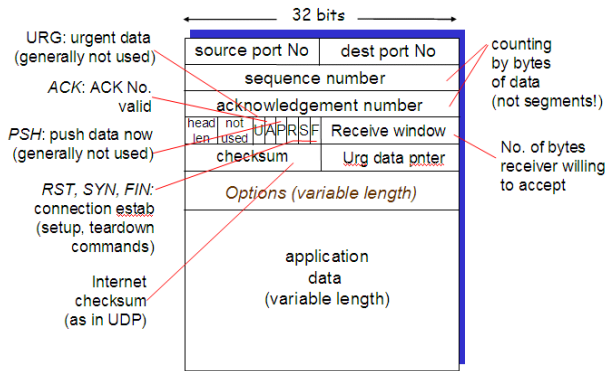 32 bits
URG: urgent data
(generally not used)
ACK: ACK No.
valid
PSH: push data now
(generally not used)
RST, SYN, FIN:
connection estab
(setup, teardown
commands)
Internet
checksum
(as in UDP)
source port No
dest port No
sequence number
acknowledgement number
head
len
not
used
U A P R S F
Receive window
checksum
Urg data pnter
Options (variable length)
application
data
(variable length)
counting
by bytes
of data
(not segments!)
No. of bytes
receiver willing
to accept